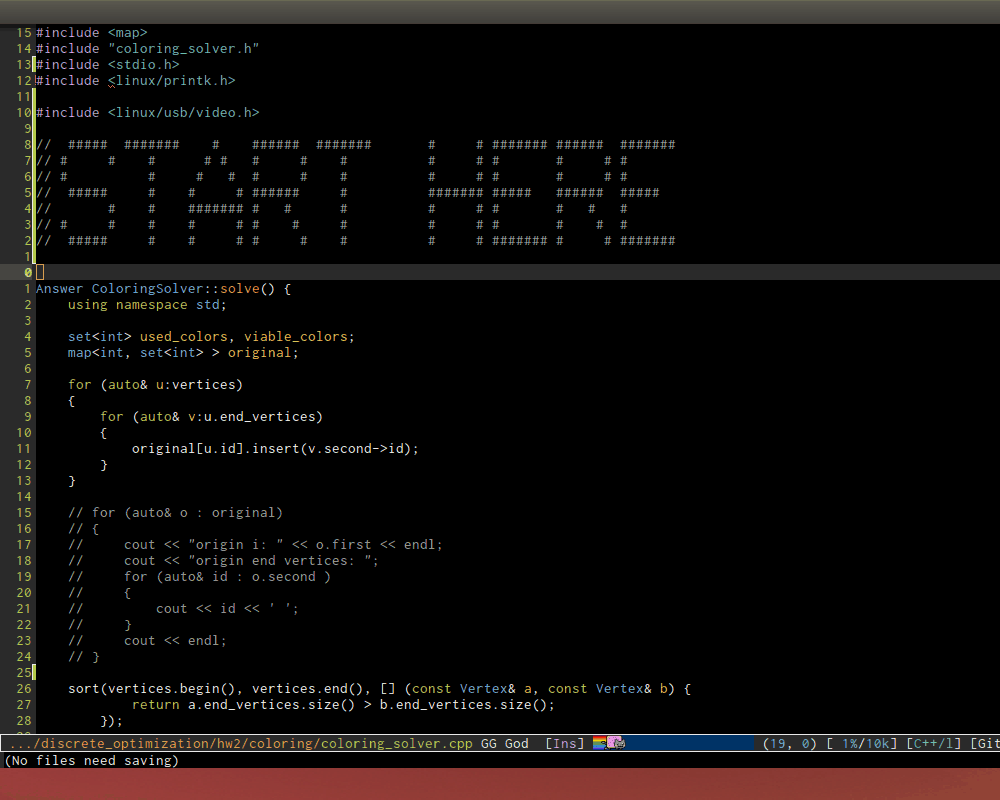 15 #include <map>
14 #include "coloring_solver.h"
13 #include <stdio.h>
12 #include <linux/printk.h>
11
10 #include <linux/usb/video.h>
9
8 //  #####  #######    #    ######  #######       #     # ####### ######  #######
7 // #     #    #      # #   #     #    #          #     # #       #     # #
6 // #          #     #   #  #     #    #          #     # #       #     # #
5 //  #####     #    #     # ######     #          ####### #####   ######  #####
4 //       #    #    ####### #   #      #          #     # #       #   #   #
3 // #     #    #    #     # #    #     #          #     # #       #    #  #
2 //  #####     #    #     # #     #    #          #     # ####### #     # #######
1
0
1 Answer ColoringSolver::solve() {
2     using namespace std;
3
4     set<int> used_colors, viable_colors;
5     map<int, set<int> > original;
6
7     for (auto& u:vertices)
8     {
9         for (auto& v:u.end_vertices)
10         {
11             original[u.id].insert(v.second->id);
12         }
13     }
14
15     // for (auto& o : original)
16     // {
17     //     cout << "origin i: " << o.first << endl;
18     //     cout << "origin end vertices: ";
19     //     for (auto& id : o.second )
20     //     {
21     //         cout << id << ' ';
22     //     }
23     //     cout << endl;
24     // }
25
26     sort(vertices.begin(), vertices.end(), [] (const Vertex& a, const Vertex& b) {
27             return a.end_vertices.size() > b.end_vertices.size();
28         });
.../discrete_optimization/hw2/coloring/coloring_solver.cpp GG God  [Ins] (19, 0) [ 1%/10k] [C++/l] [Git
(No files need saving)